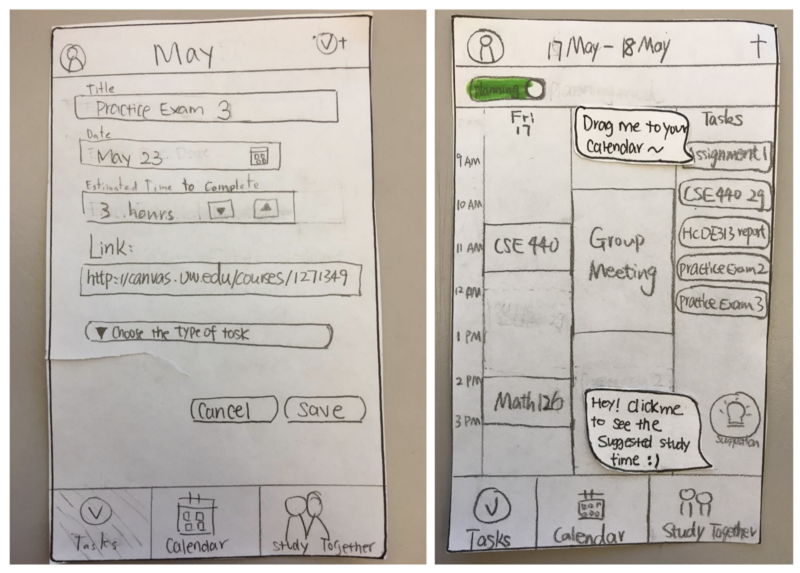 May
Title
Practice Exam 3
Date
May 23
Estimated Time to Complete
3 hours
Link:
http://canvas.uw.edu/courses/1271349
Choose the type of task
Cancel
Save
Tasks
Calendar
Study Together
17 May - 18 May
Planning
Fri
17
Drag me to your
Calendar ~
Tasks
Assignment 1
CSE 440 2g
HCDE313 report
practice Exam 2
practice Exam 3
9 AM
10 AM
11 AM
12 AM
1 PM
2 PM
3 PM
CSE 440
Group
Meeting
Math 126
Hey! click me
to see the
Suggested study
time :)
Suggestion
Tasks
Calendar
Study Together